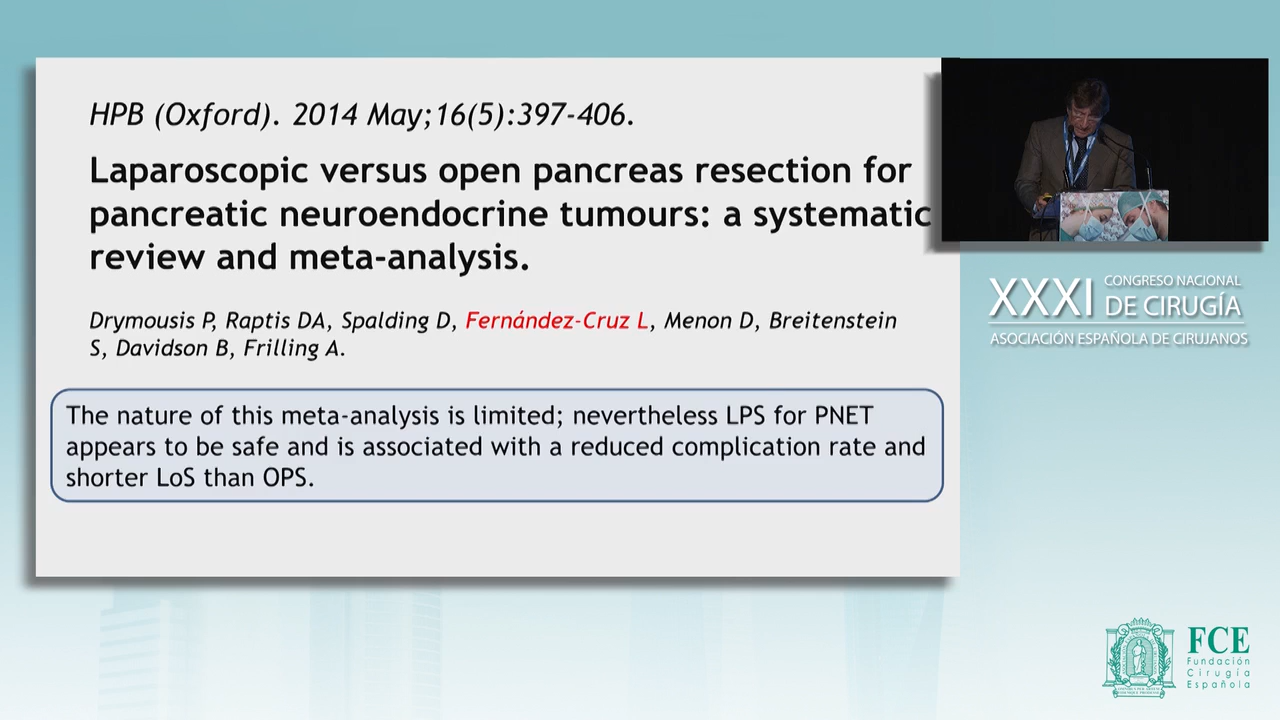 HPB (Oxford). 2014 May;16(5):397-406.
Laparoscopic versus open pancreas resection for
pancreatic neuroendocrine tumours: a systematic
review and meta-analysis.
Drymousis P, Raptis DA, Spalding D, Fernández-Cruz L, Menon D, Breitenstein
S, Davidson B, Frilling A.
The nature of this meta-analysis is limited; nevertheless LPS for PNET
appears to be safe and is associated with a reduced complication rate and
shorter LoS than OPS.
XXXI CONGRESO NACIONAL
DE CIRUGÍA
ASOCIACIÓN ESPAÑOLA DE CIRUJANOS
FCE
Fundación
Cirugía
Española